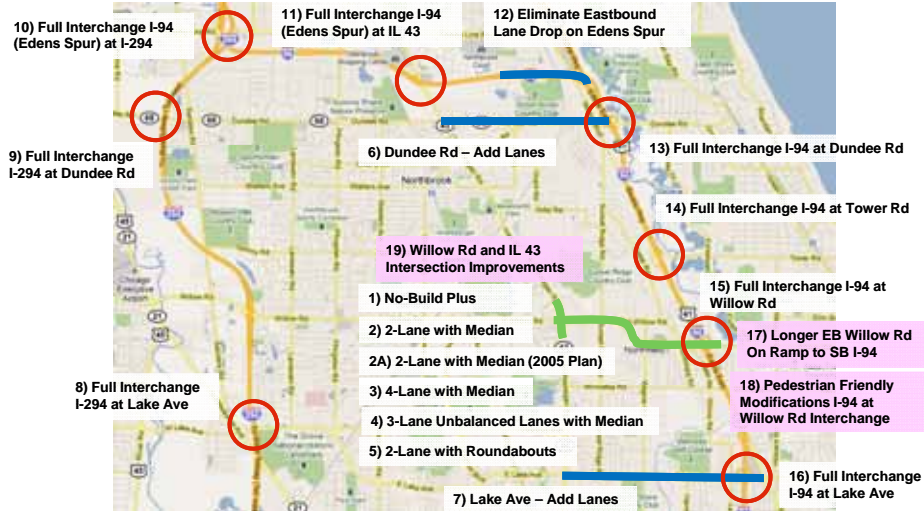 10) Full Interchange I-94
(Edens Spur) at I-294
11) Full Interchange I-94
(Edens Spur) at IL 43
12) Eliminate Eastbound
Lane Drop on Edens Spur
9) Full Interchange
I-294 at Dundee Rd
6) Dundee Rd – Add Lanes
13) Full Interchange I-94 at Dundee Rd
Northbrook
14) Full Interchange I-94 at Tower Rd
19) Willow Rd and IL 43
Intersection Improvements
15) Full Interchange I-94 at
Willow Rd
1) No-Build Plus
2) 2-Lane with Median
17) Longer EB Willow Rd
On Ramp to SB I-94
2A) 2-Lane with Median (2005 Plan)
8) Full Interchange
I-294 at Lake Ave
3) 4-Lane with Median
18) Pedestrian Friendly
Modifications I-94 at
Willow Rd Interchange
4) 3-Lane Unbalanced Lanes with Median
5) 2-Lane with Roundabouts
7) Lake Ave – Add Lanes
16) Full Interchange
I-94 at Lake Ave